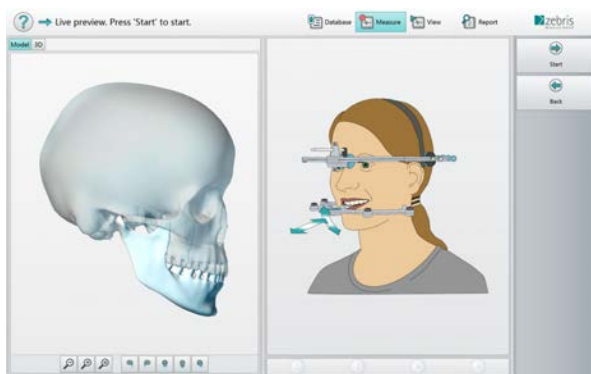 ? Live preview. Press 'Start' to start.
Database Measure View Report
zebris
Model 3D
Start
Back